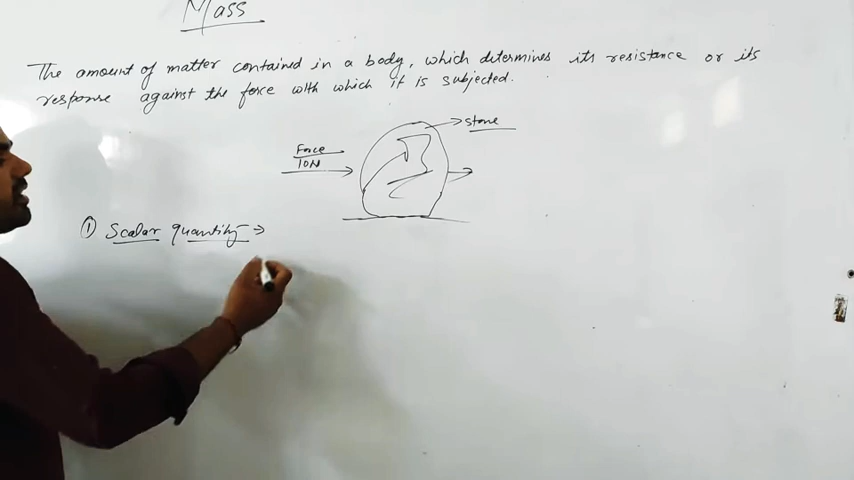 Mass
The amount of matter contained in a body, which determines its resistance or its
response against the force with which it is subjected.
stone
Force
10N
① Scalar quantity →